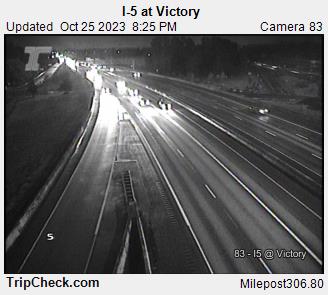 I-5 at Victory
Updated Oct 25 2023 8:25 PM Camera 83
S
83 - I5 @ Victory
TripCheck.com Milepost306.80